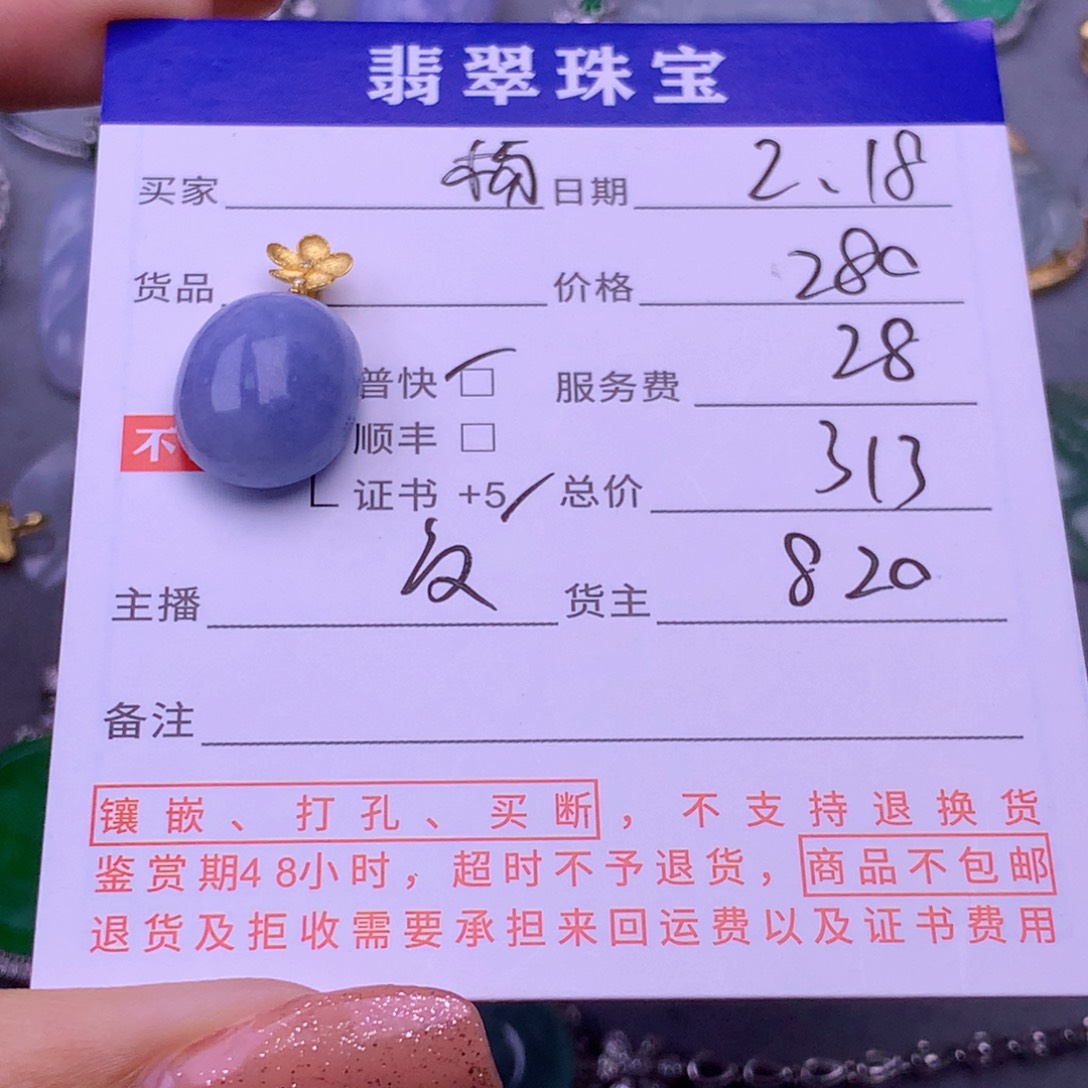 翡翠珠宝
买家 楠 日期 2、18
货品 价格 280
普快 □ 服务费 28
不
顺丰 □
证书 +5 总价 313
主播 货主 820
备注
镶嵌、打孔、买断，不支持退换货
鉴赏期48小时，超时不予退货，商品不包邮
退货及拒收需要承担来回运费以及证书费用